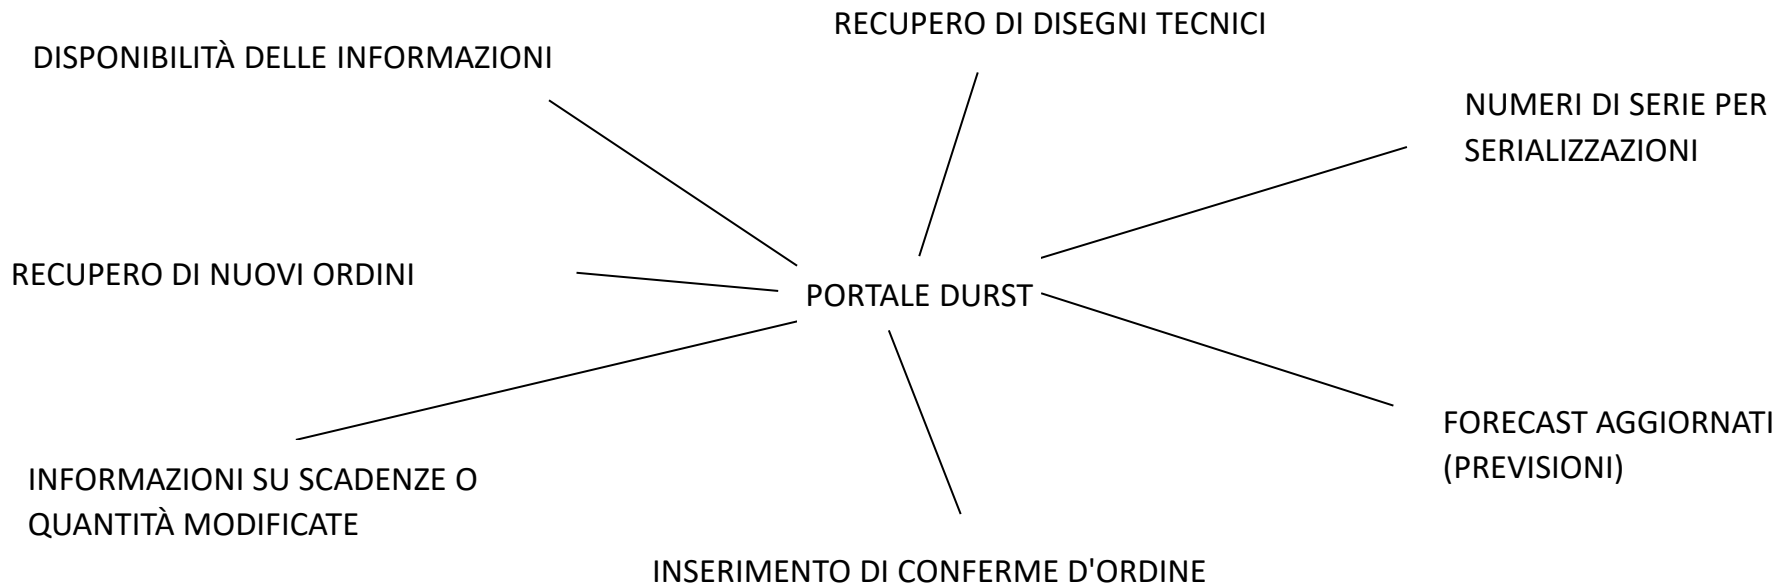 RECUPERO DI DISEGNI TECNICI
DISPONIBILITÀ DELLE INFORMAZIONI
NUMERI DI SERIE PER
SERIALIZZAZIONI
RECUPERO DI NUOVI ORDINI
PORTALE DURST
FORECAST AGGIORNATI
(PREVISIONI)
INFORMAZIONI SU SCADENZE O
QUANTITÀ MODIFICATE
INSERIMENTO DI CONFERME D'ORDINE